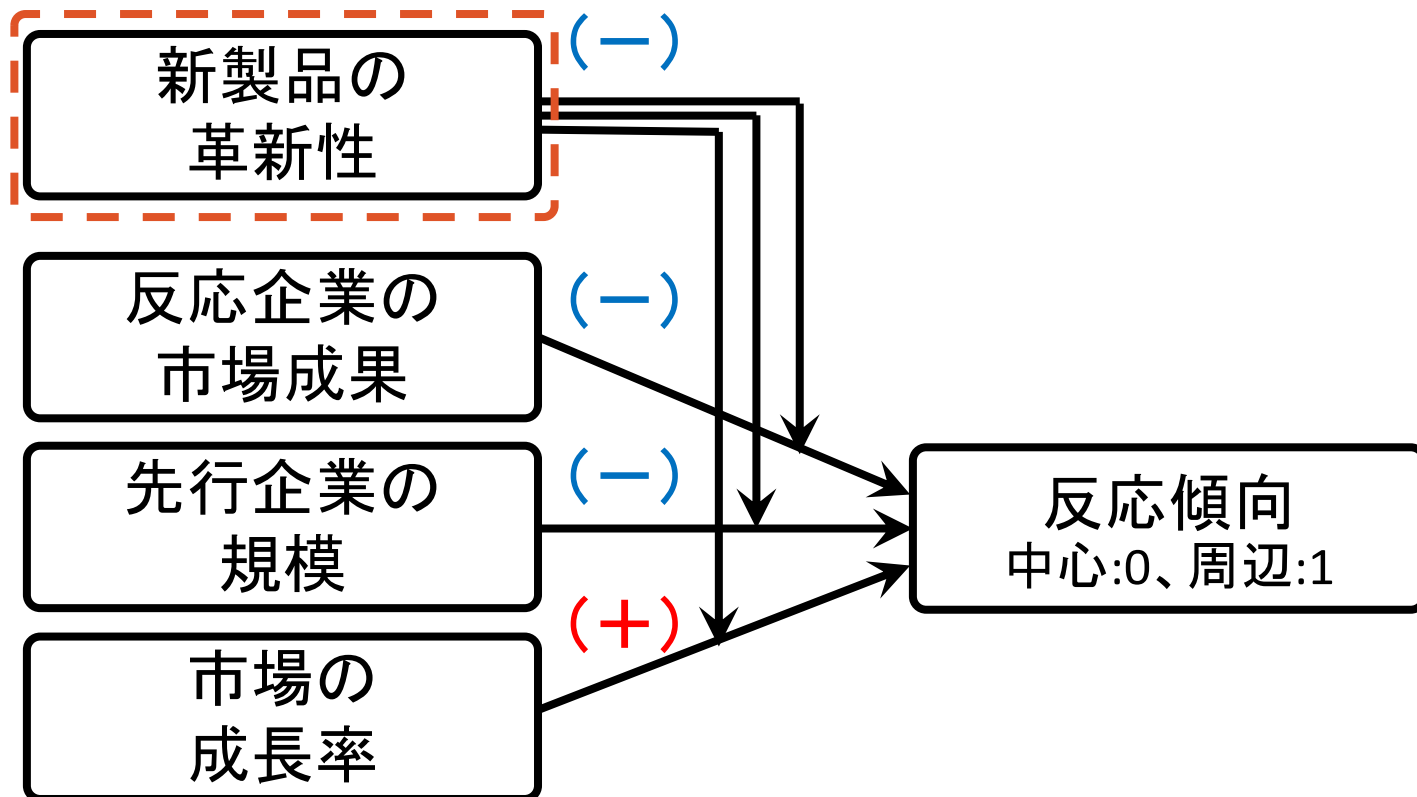 新製品の
革新性
(－)
反応企業の
市場成果
(－)
先行企業の
規模
(－)
市場の
成長率
(＋)
反応傾向
中心:0、周辺:1